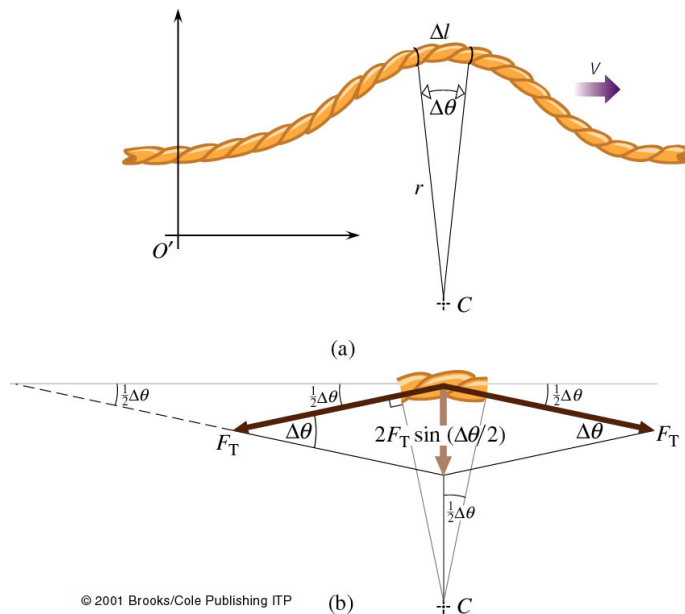 Δl
V
Δθ
r
O′
C
(a)
½Δθ
½Δθ
½Δθ
F_T
Δθ
2F_T sin (Δθ/2)
Δθ
F_T
½Δθ
© 2001 Brooks/Cole Publishing ITP
(b)
C